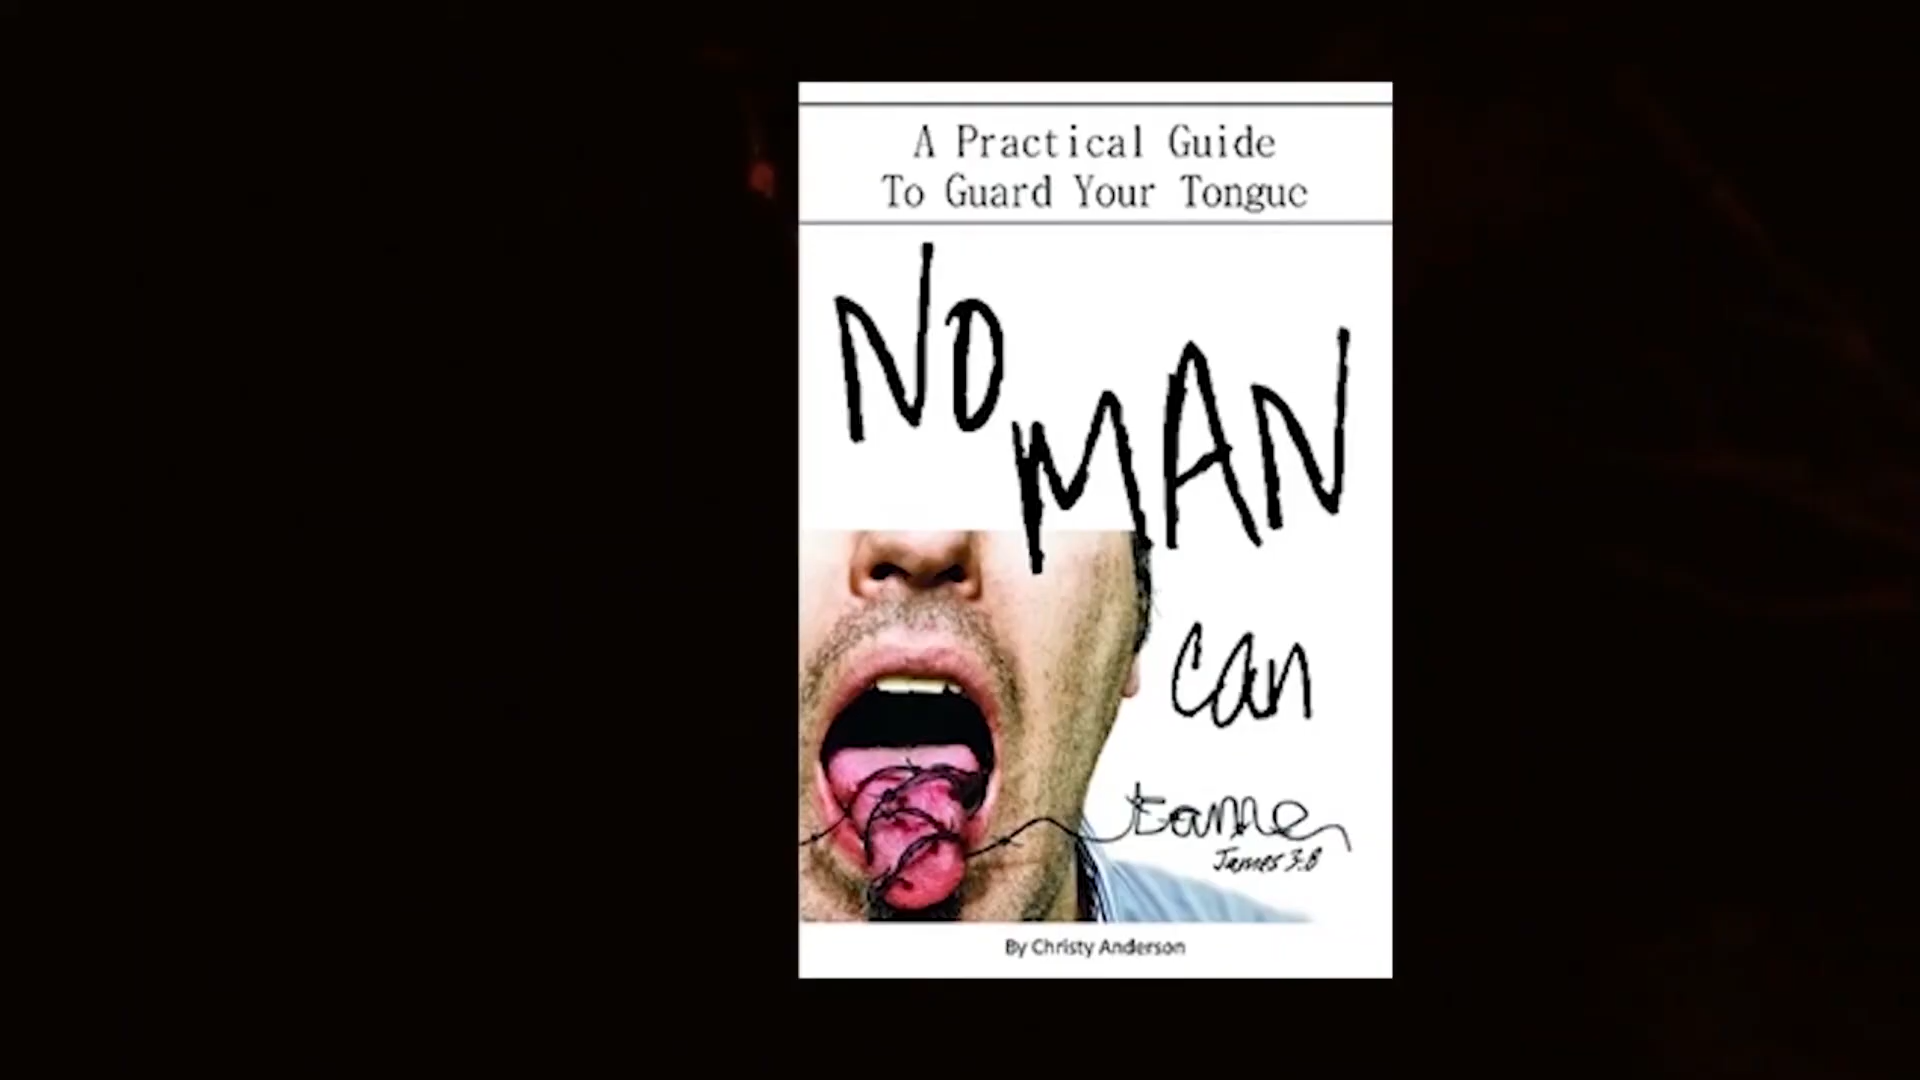 A Practical Guide
To Guard Your Tongue
NO
MAN
can
tame
James 3:8
By Christy Anderson